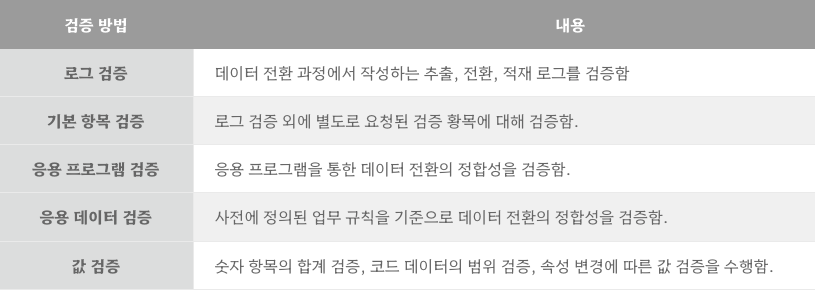 검증 방법 내용
로그 검증 데이터 전환 과정에서 작성하는 추출, 전환, 적재 로그를 검증함
기본 항목 검증 로그 검증 외에 별도로 요청된 검증 황목에 대해 검증함.
응용 프로그램 검증 응용 프로그램을 통한 데이터 전환의 정합성을 검증함.
응용 데이터 검증 사전에 정의된 업무 규칙을 기준으로 데이터 전환의 정합성을 검증함.
값 검증 숫자 항목의 합계 검증, 코드 데이터의 범위 검증, 속성 변경에 따른 값 검증을 수행함.